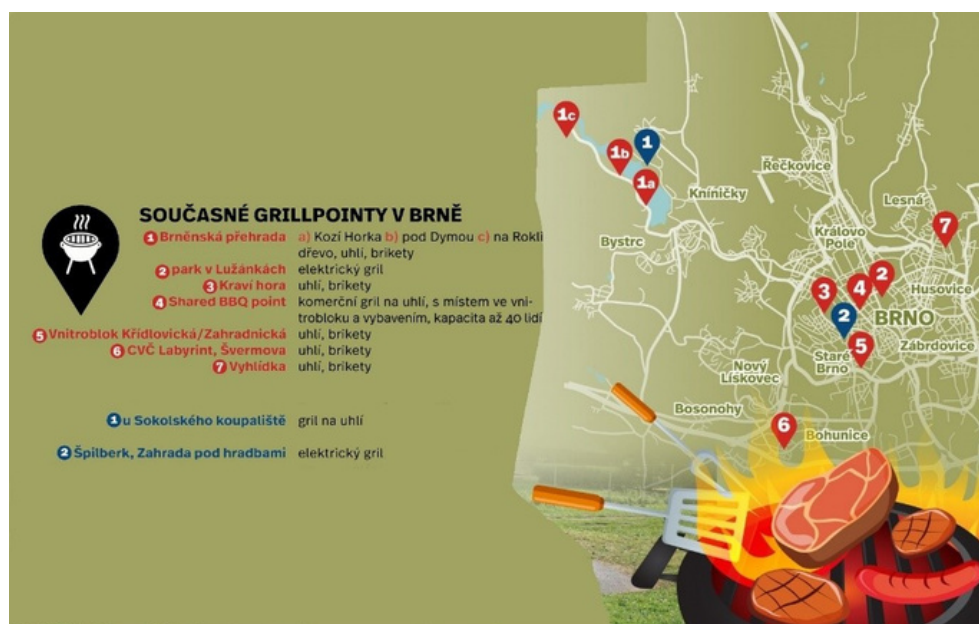 SOUČASNÉ GRILLPOINTY V BRNĚ
1 Brněnská přehrada a) Kozí Horka b) pod Dymou c) na Rokli
dřevo, uhlí, brikety
2 park v Lužánkách elektrický gril
3 Kraví hora uhlí, brikety
4 Shared BBQ point komerční gril na uhlí, s místem ve vni-
trobloku a vybavením, kapacita až 40 lidí
5 Vnitroblok Křídlovická/Zahradnická uhlí, brikety
6 CVČ Labyrint, Švermova uhlí, brikety
7 Vyhlídka uhlí, brikety
1 u Sokolského koupaliště gril na uhlí
2 Špilberk, Zahrada pod hradbami elektrický gril
1c
1b
1
1a
Řečkovice
Kníničky
Lesná
7
Královo
Pole
Bystrc
2
4
3
Husovice
2
BRNO
5
Zábrdovice
Staré
Brno
Nový
Lískovec
Bosonohy
6
Bohunice